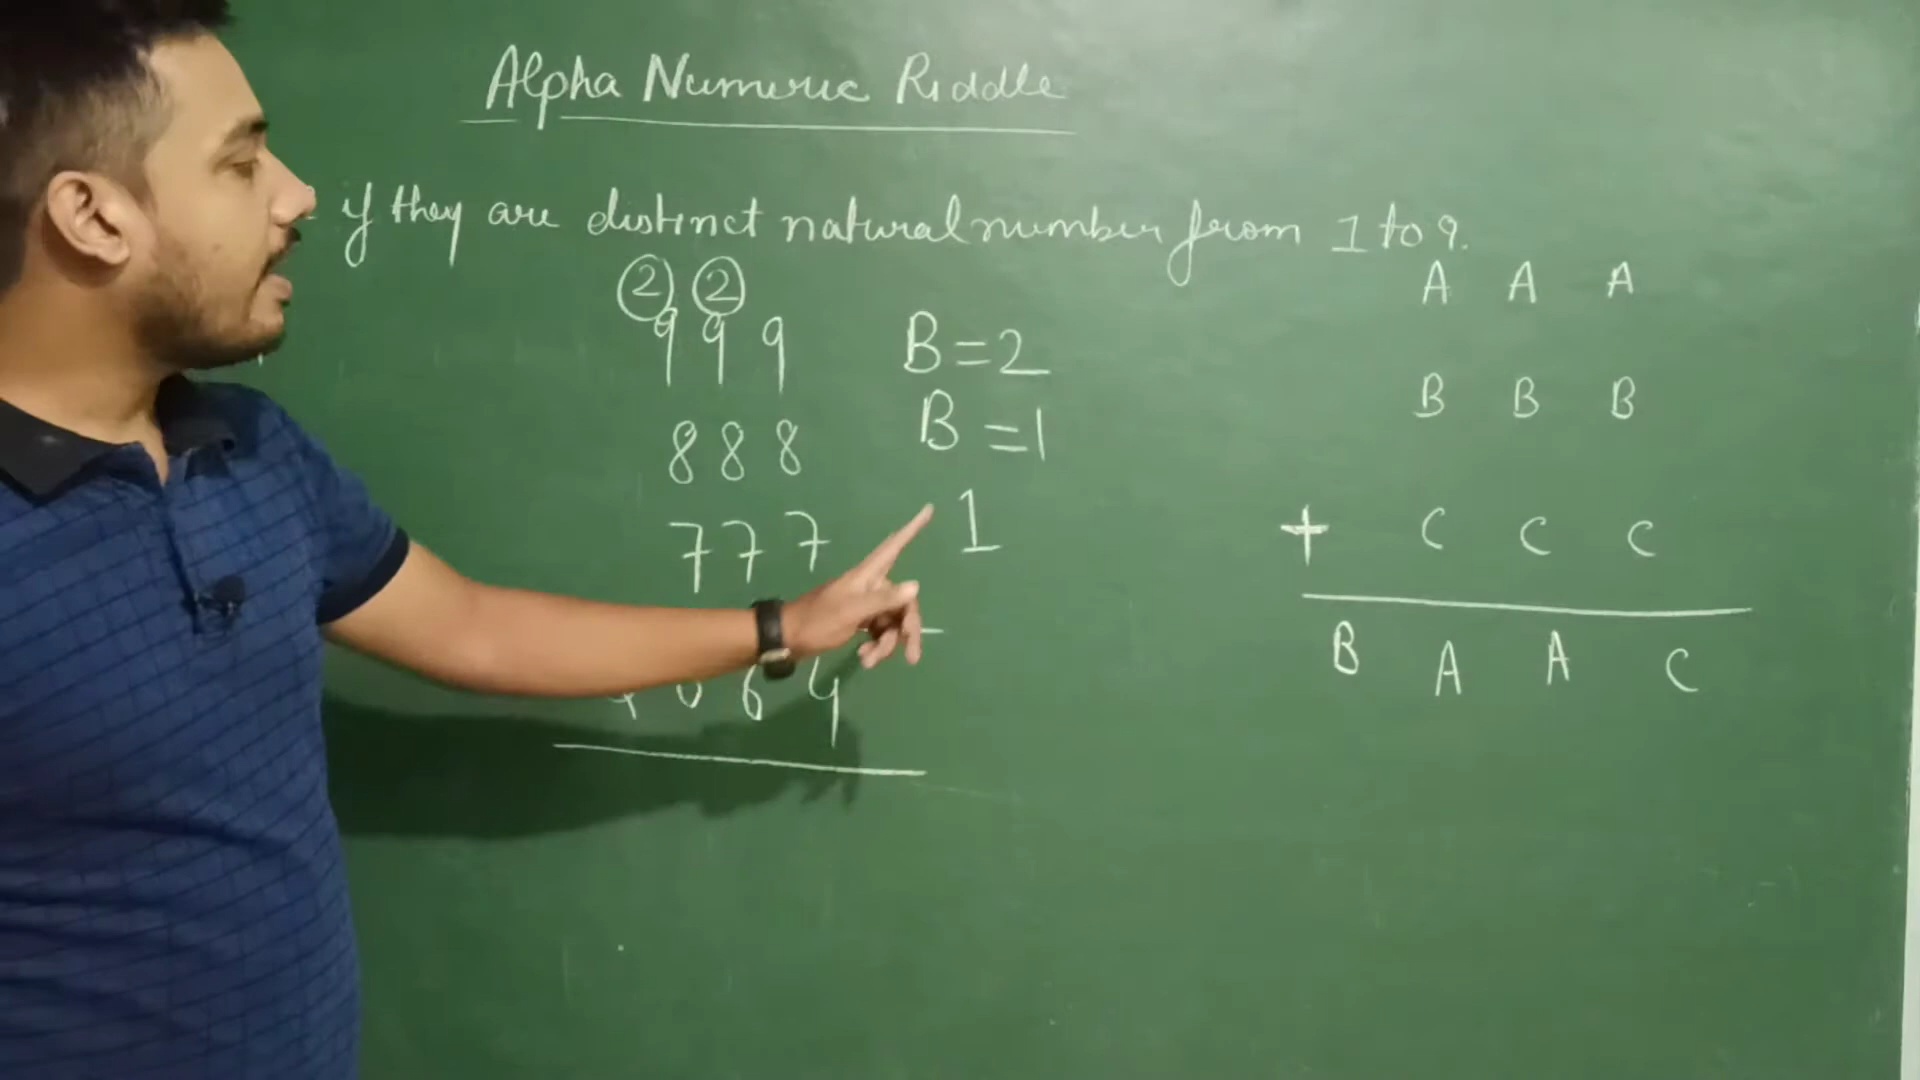 Alpha Numeric Riddle
if they are distinct natural number from 1 to 9.
2 2
9 9 9
8 8 8
7 7 7
6 4
B=2
B=1
1
A A A
B B B
+ C C C
B A A C